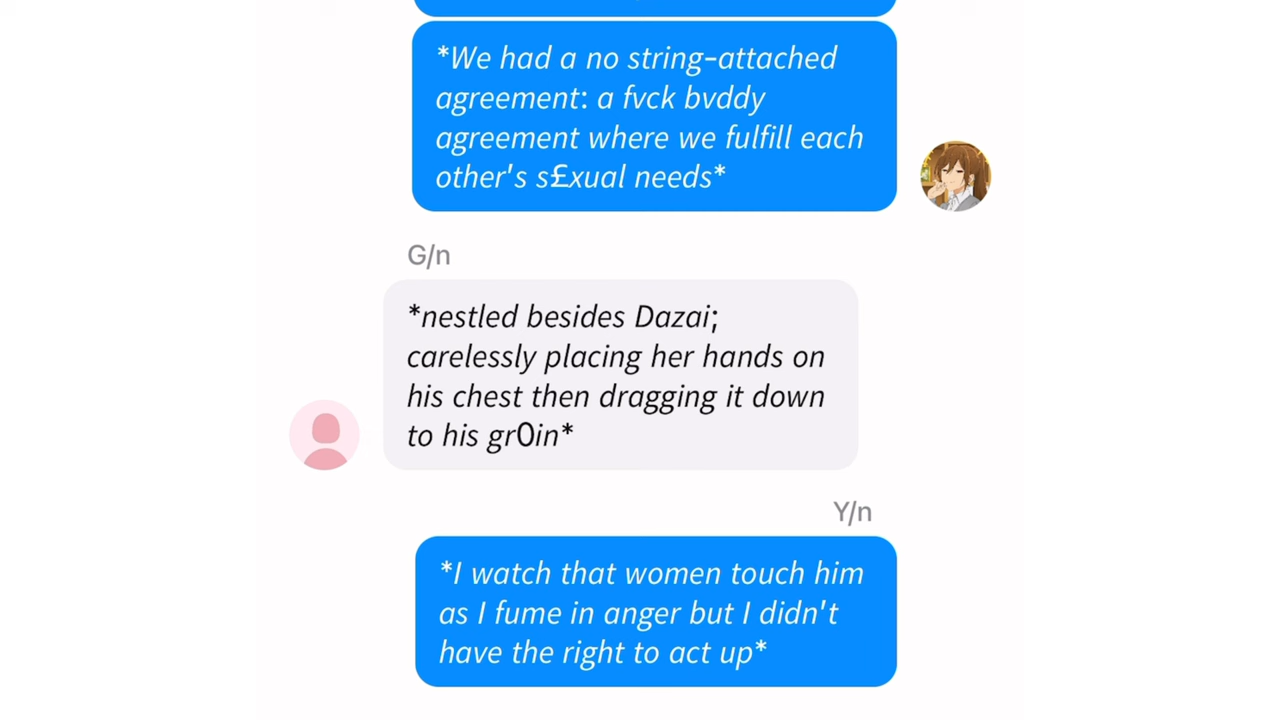 *We had a no string-attached
agreement: a fvck bvddy
agreement where we fulfill each
other's s£xual needs*
G/n
*nestled besides Dazai;
carelessly placing her hands on
his chest then dragging it down
to his gr0in*
Y/n
*I watch that women touch him
as I fume in anger but I didn't
have the right to act up*